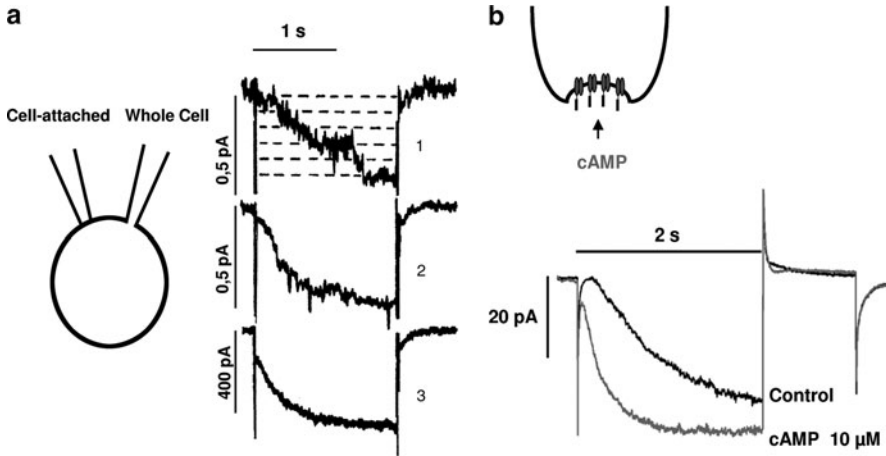 a
1 s
Cell-attached Whole Cell
0,5 pA
1
0,5 pA
2
400 pA
3
b
cAMP
2 s
20 pA
Control
cAMP 10 µM